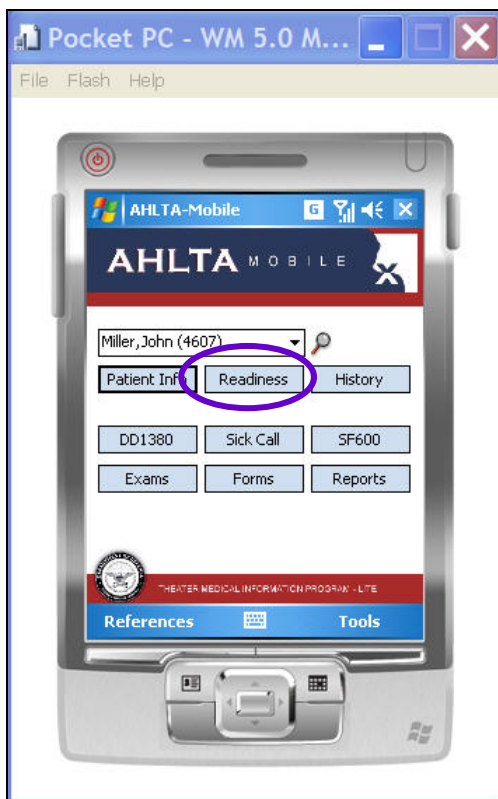 Pocket PC - WM 5.0 M...
File Flash Help
AHLTA-Mobile G
AHLTA MOBILE
Miller,John (4607)
Patient Info Readiness History
DD1380 Sick Call SF600
Exams Forms Reports
THEATER MEDICAL INFORMATION PROGRAM - LITE
References Tools